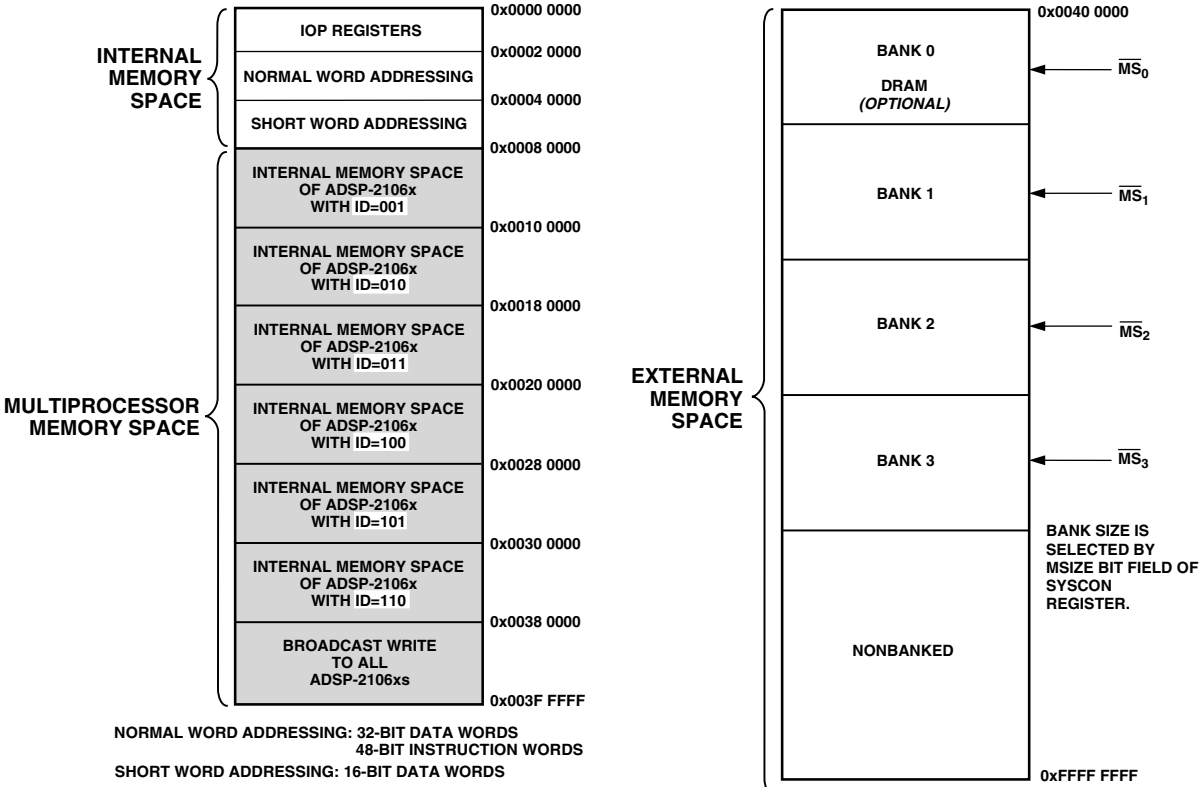 INTERNAL
MEMORY
SPACE
IOP REGISTERS
NORMAL WORD ADDRESSING
SHORT WORD ADDRESSING
0x0000 0000
0x0002 0000
0x0004 0000
0x0008 0000
MULTIPROCESSOR
MEMORY SPACE
INTERNAL MEMORY SPACE
OF ADSP-2106x
WITH ID=001
0x0010 0000
INTERNAL MEMORY SPACE
OF ADSP-2106x
WITH ID=010
0x0018 0000
INTERNAL MEMORY SPACE
OF ADSP-2106x
WITH ID=011
0x0020 0000
INTERNAL MEMORY SPACE
OF ADSP-2106x
WITH ID=100
0x0028 0000
INTERNAL MEMORY SPACE
OF ADSP-2106x
WITH ID=101
0x0030 0000
INTERNAL MEMORY SPACE
OF ADSP-2106x
WITH ID=110
0x0038 0000
BROADCAST WRITE
TO ALL
ADSP-2106xs
0x003F FFFF
NORMAL WORD ADDRESSING: 32-BIT DATA WORDS
48-BIT INSTRUCTION WORDS
SHORT WORD ADDRESSING: 16-BIT DATA WORDS
EXTERNAL
MEMORY
SPACE
0x0040 0000
BANK 0
DRAM
(OPTIONAL)
MS0
BANK 1
MS1
BANK 2
MS2
BANK 3
MS3
BANK SIZE IS
SELECTED BY
MSIZE BIT FIELD OF
SYSCON
REGISTER.
NONBANKED
0xFFFF FFFF